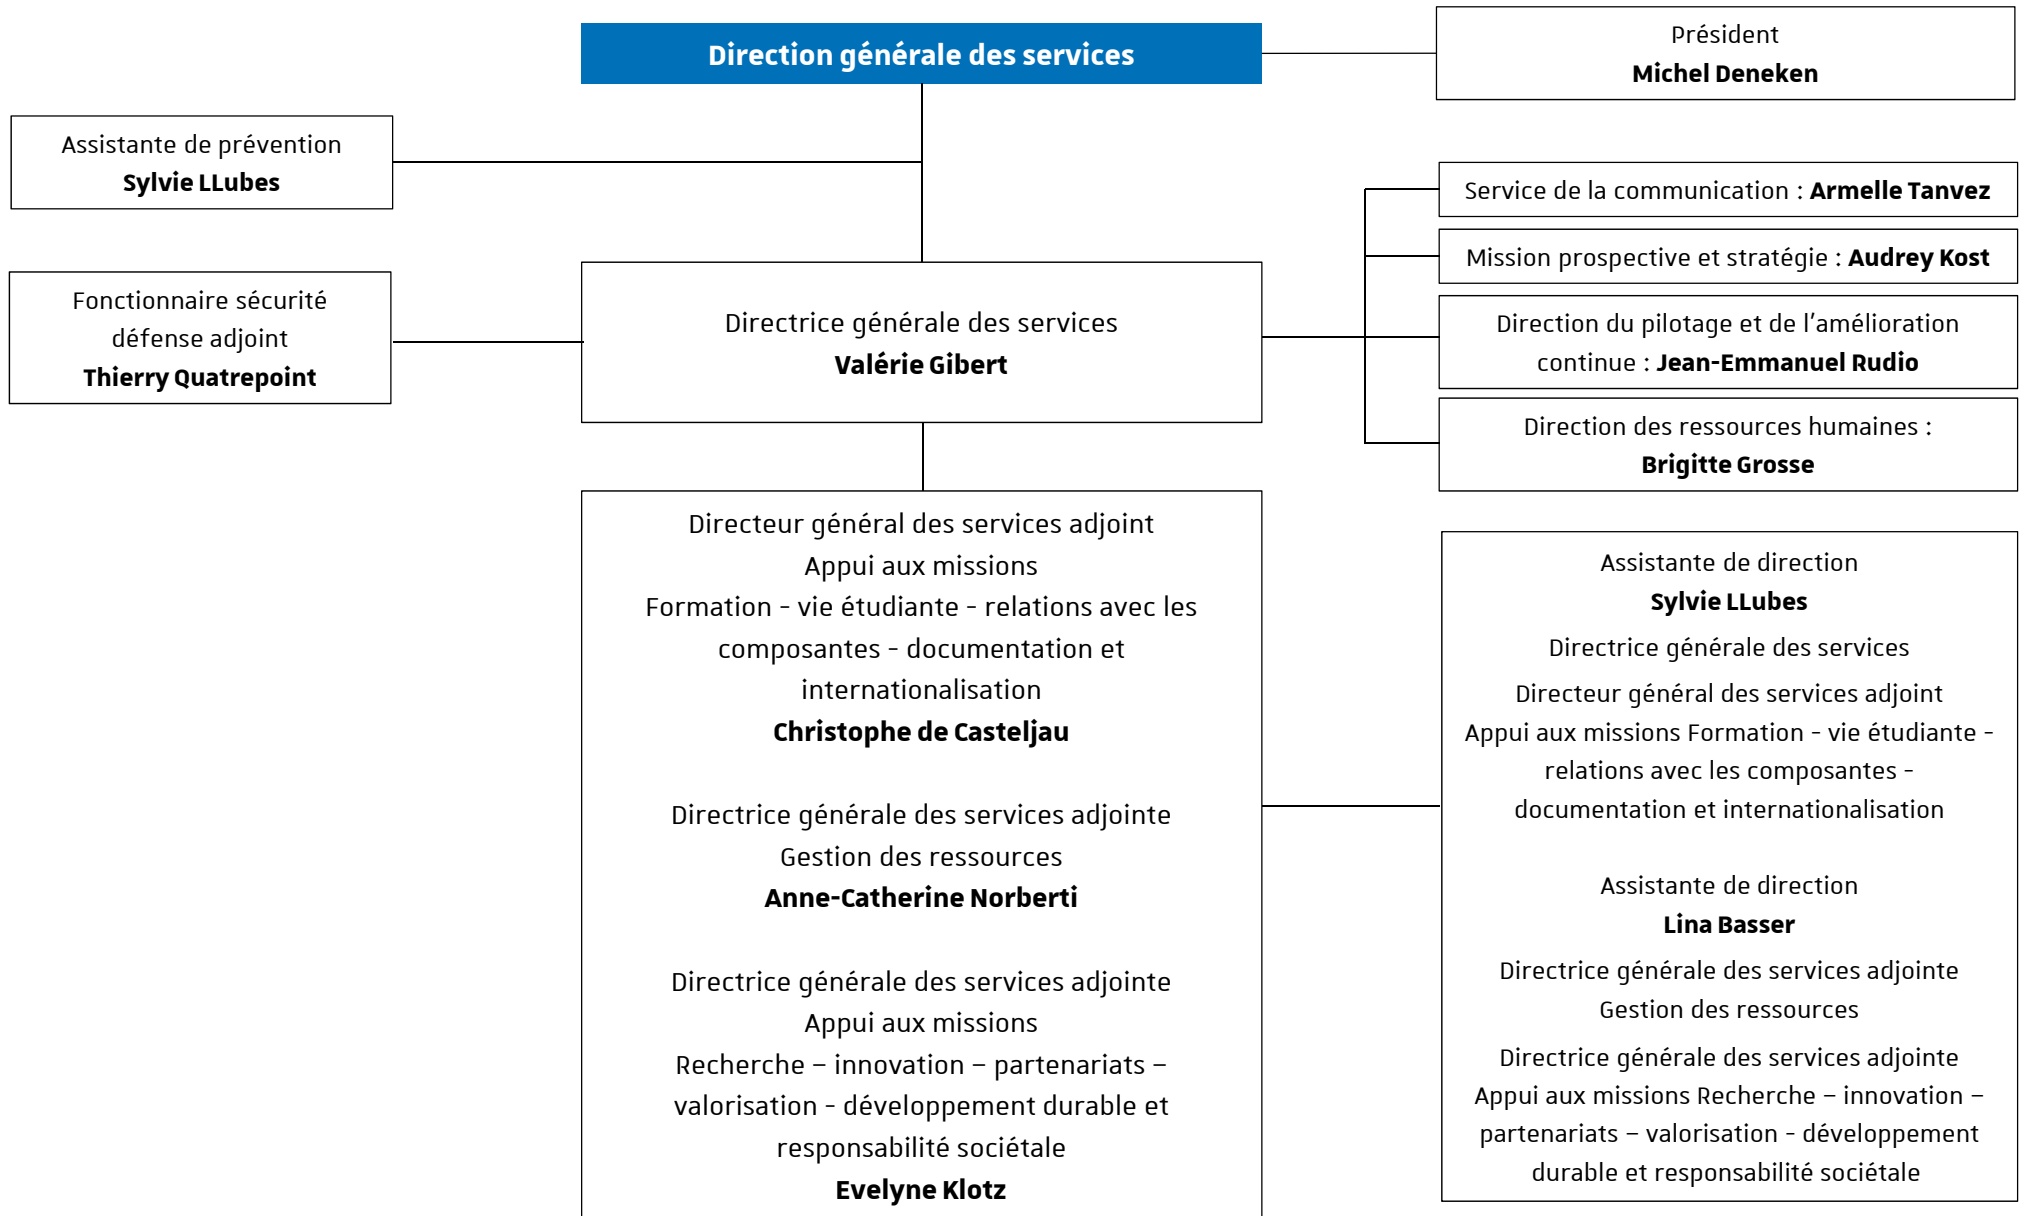 Direction générale des services
Président
Michel Deneken
Assistante de prévention
Sylvie LLubes
Service de la communication : Armelle Tanvez
Mission prospective et stratégie : Audrey Kost
Fonctionnaire sécurité
défense adjoint
Thierry Quatrepoint
Directrice générale des services
Valérie Gibert
Direction du pilotage et de l'amélioration
continue : Jean-Emmanuel Rudio
Direction des ressources humaines :
Brigitte Grosse
Directeur général des services adjoint
Appui aux missions
Formation - vie étudiante - relations avec les
composantes - documentation et
internationalisation
Christophe de Casteljau
Directrice générale des services adjointe
Gestion des ressources
Anne-Catherine Norberti
Directrice générale des services adjointe
Appui aux missions
Recherche – innovation – partenariats –
valorisation - développement durable et
responsabilité sociétale
Evelyne Klotz
Assistante de direction
Sylvie LLubes
Directrice générale des services
Directeur général des services adjoint
Appui aux missions Formation - vie étudiante -
relations avec les composantes -
documentation et internationalisation
Assistante de direction
Lina Basser
Directrice générale des services adjointe
Gestion des ressources
Directrice générale des services adjointe
Appui aux missions Recherche – innovation –
partenariats – valorisation - développement
durable et responsabilité sociétale